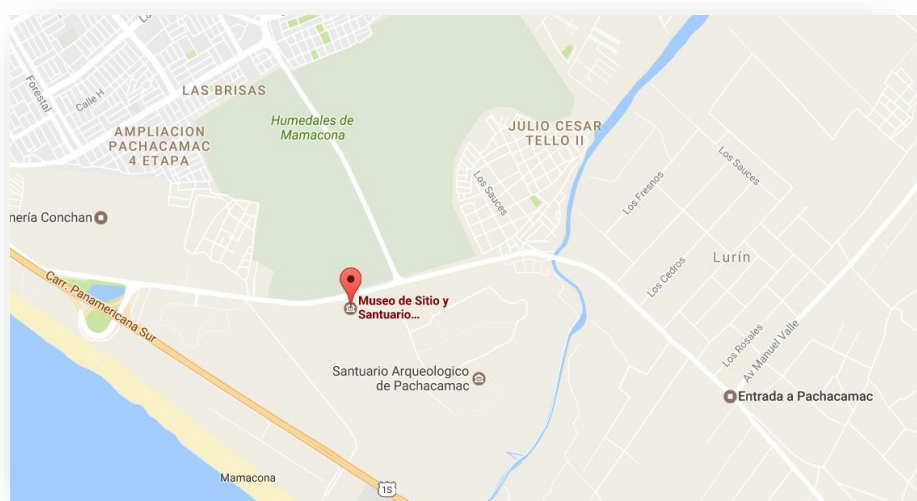 Forestal
Calle H
LAS BRISAS
AMPLIACION
PACHACAMAC
4 ETAPA
Humedales de
Mamacona
JULIO CESAR
TELLO II
Los Sauces
Los Fresnos
Los Sauces
nería Conchan
Lurín
Los Cedros
Carr. Panamericana Sur
Museo de Sitio y
Santuario...
Los Rosales
Av Manuel Valle
Santuario Arqueologico
de Pachacamac
Entrada a Pachacamac
Mamacona
1S